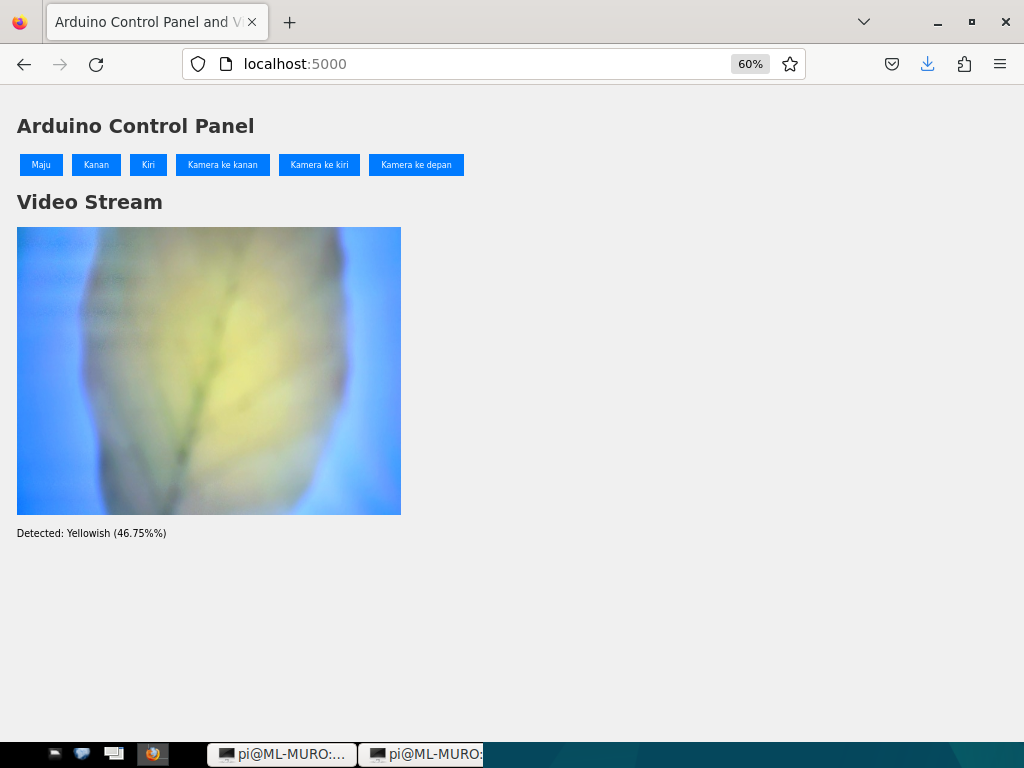 Arduino Control Panel and Vi
localhost:5000
60%
Arduino Control Panel
Maju Kanan Kiri Kamera ke kanan Kamera ke kiri Kamera ke depan
Video Stream
Detected: Yellowish (46.75%%)
pi@ML-MURO:... pi@ML-MURO: